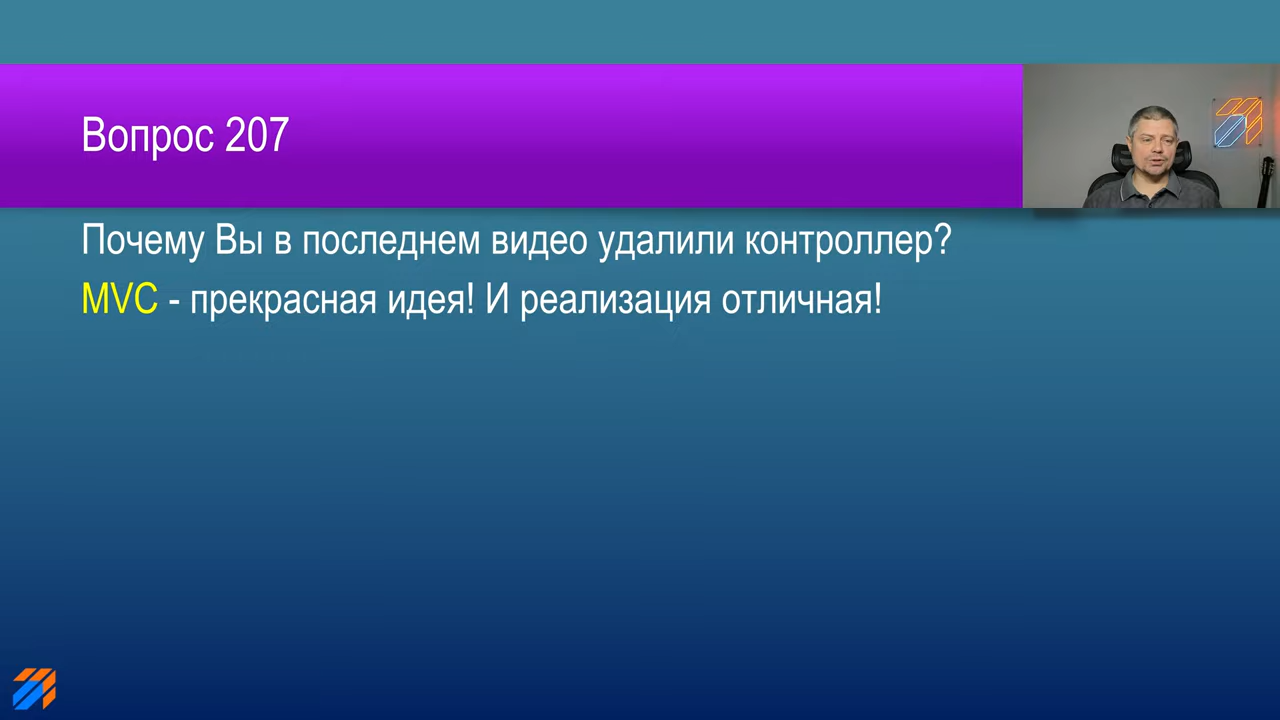 Вопрос 207
Почему Вы в последнем видео удалили контроллер?
MVC - прекрасная идея! И реализация отличная!